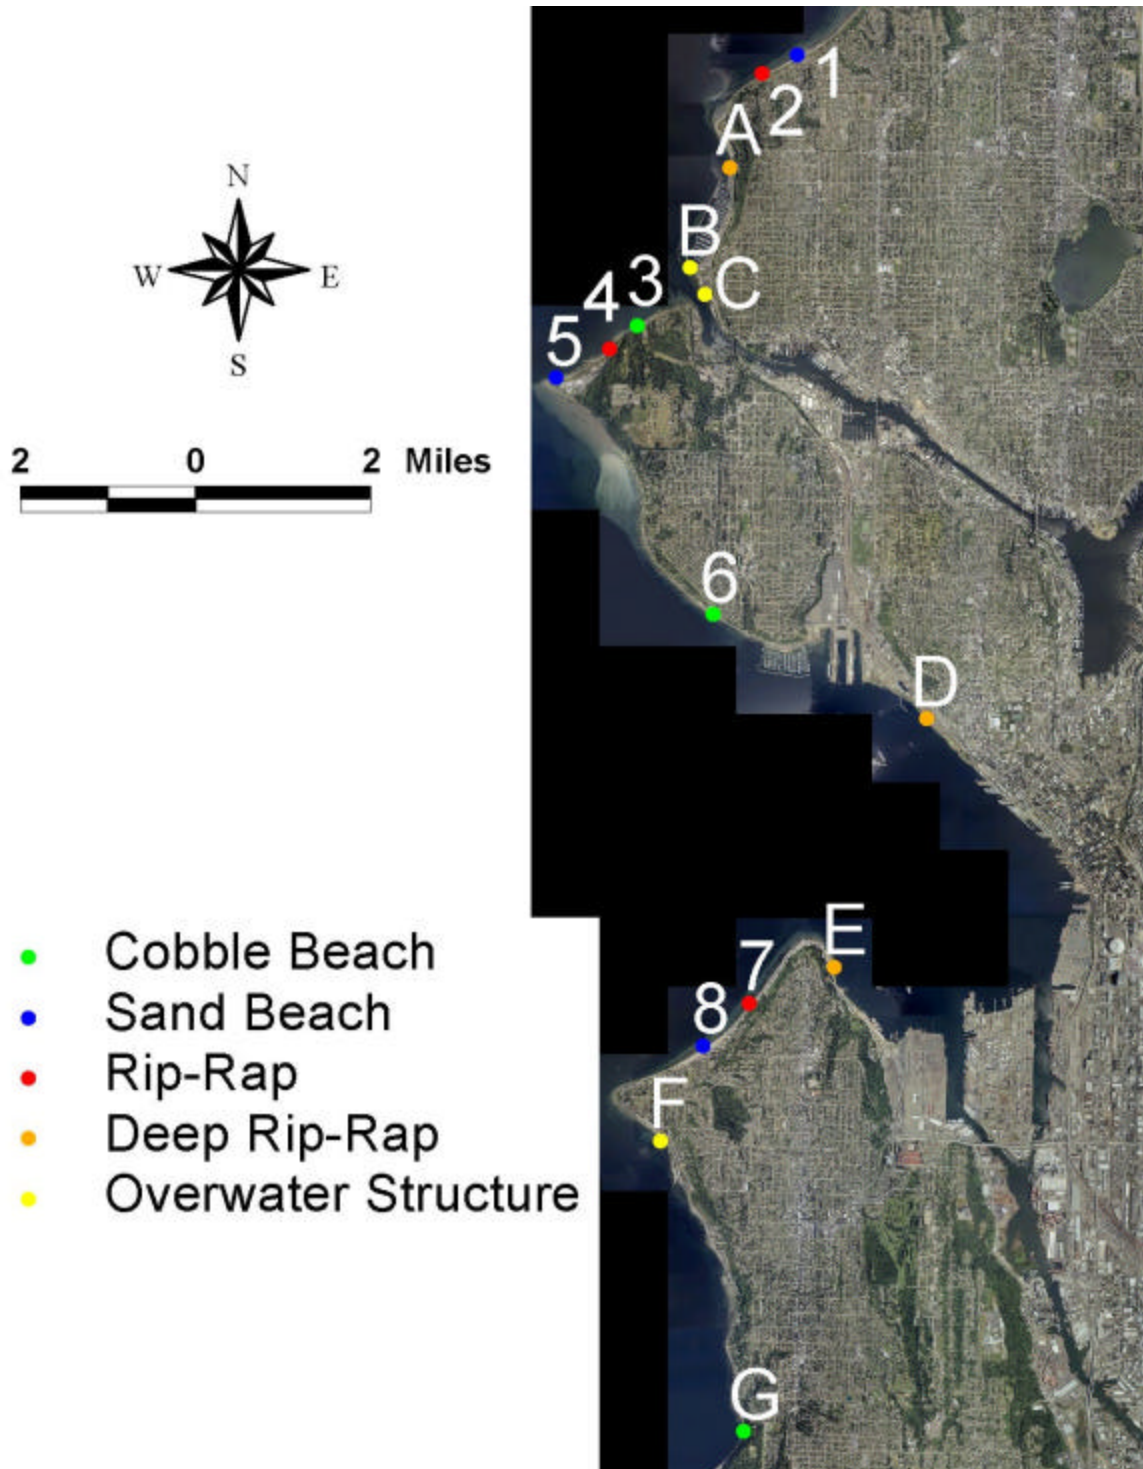 1
2
A
N
B
W E
3 C
4
5
S
2 0 2 Miles
6
D
E
Cobble Beach
7
8
Sand Beach
Rip-Rap
F
Deep Rip-Rap
Overwater Structure
G